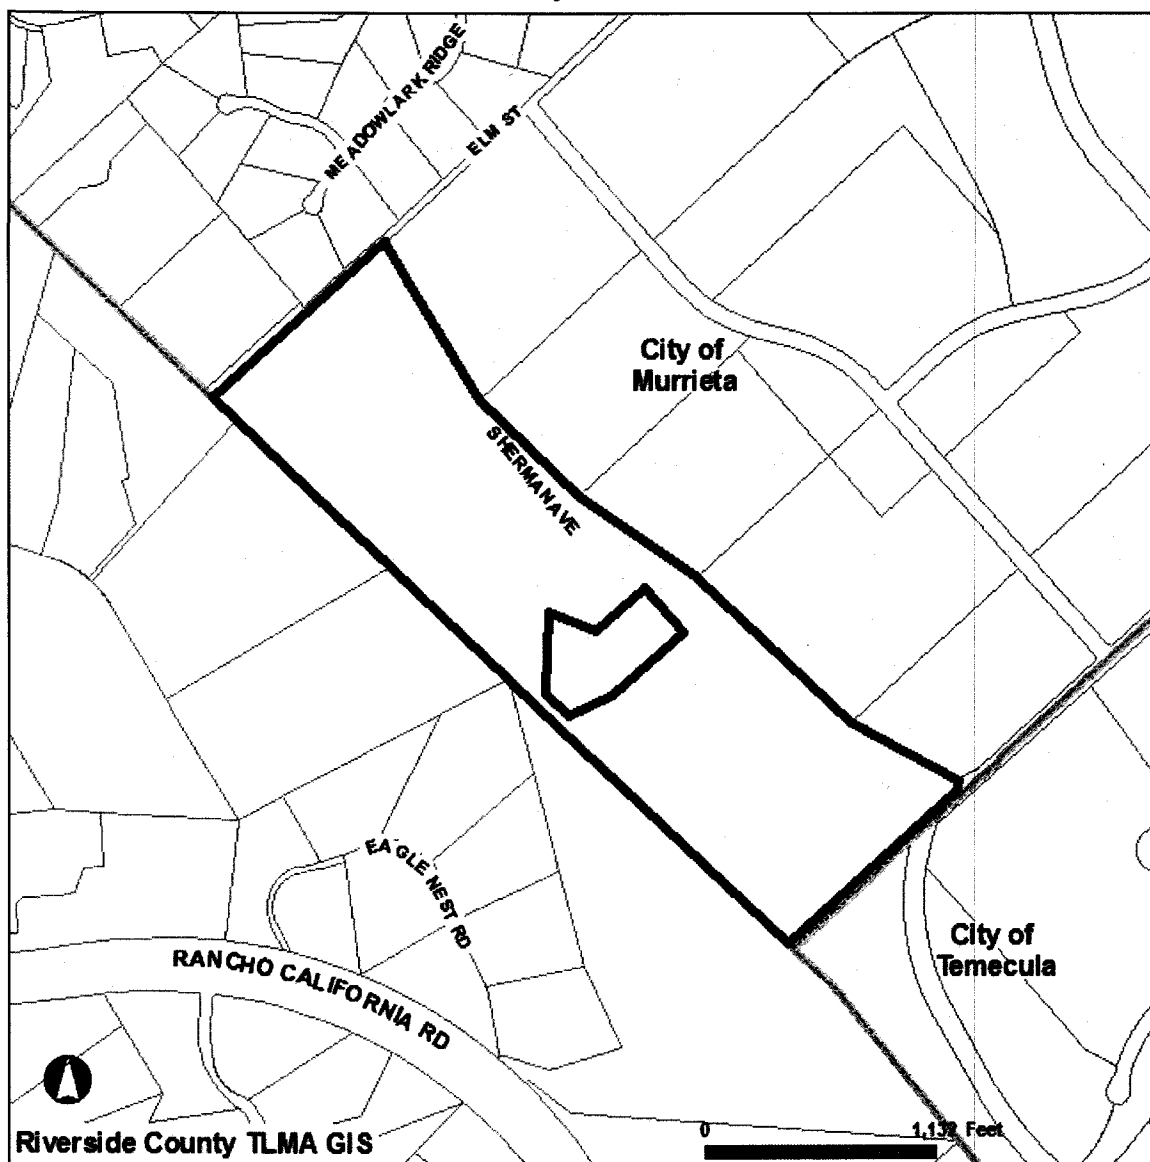 MEADOWLARK RIDGE
ELM ST
City of
Murrieta
SHERMAN AVE
EAGLE NEST RD
RANCHO CALIFORNIA RD
City of
Temecula
Riverside County TLMA GIS
0
Feet